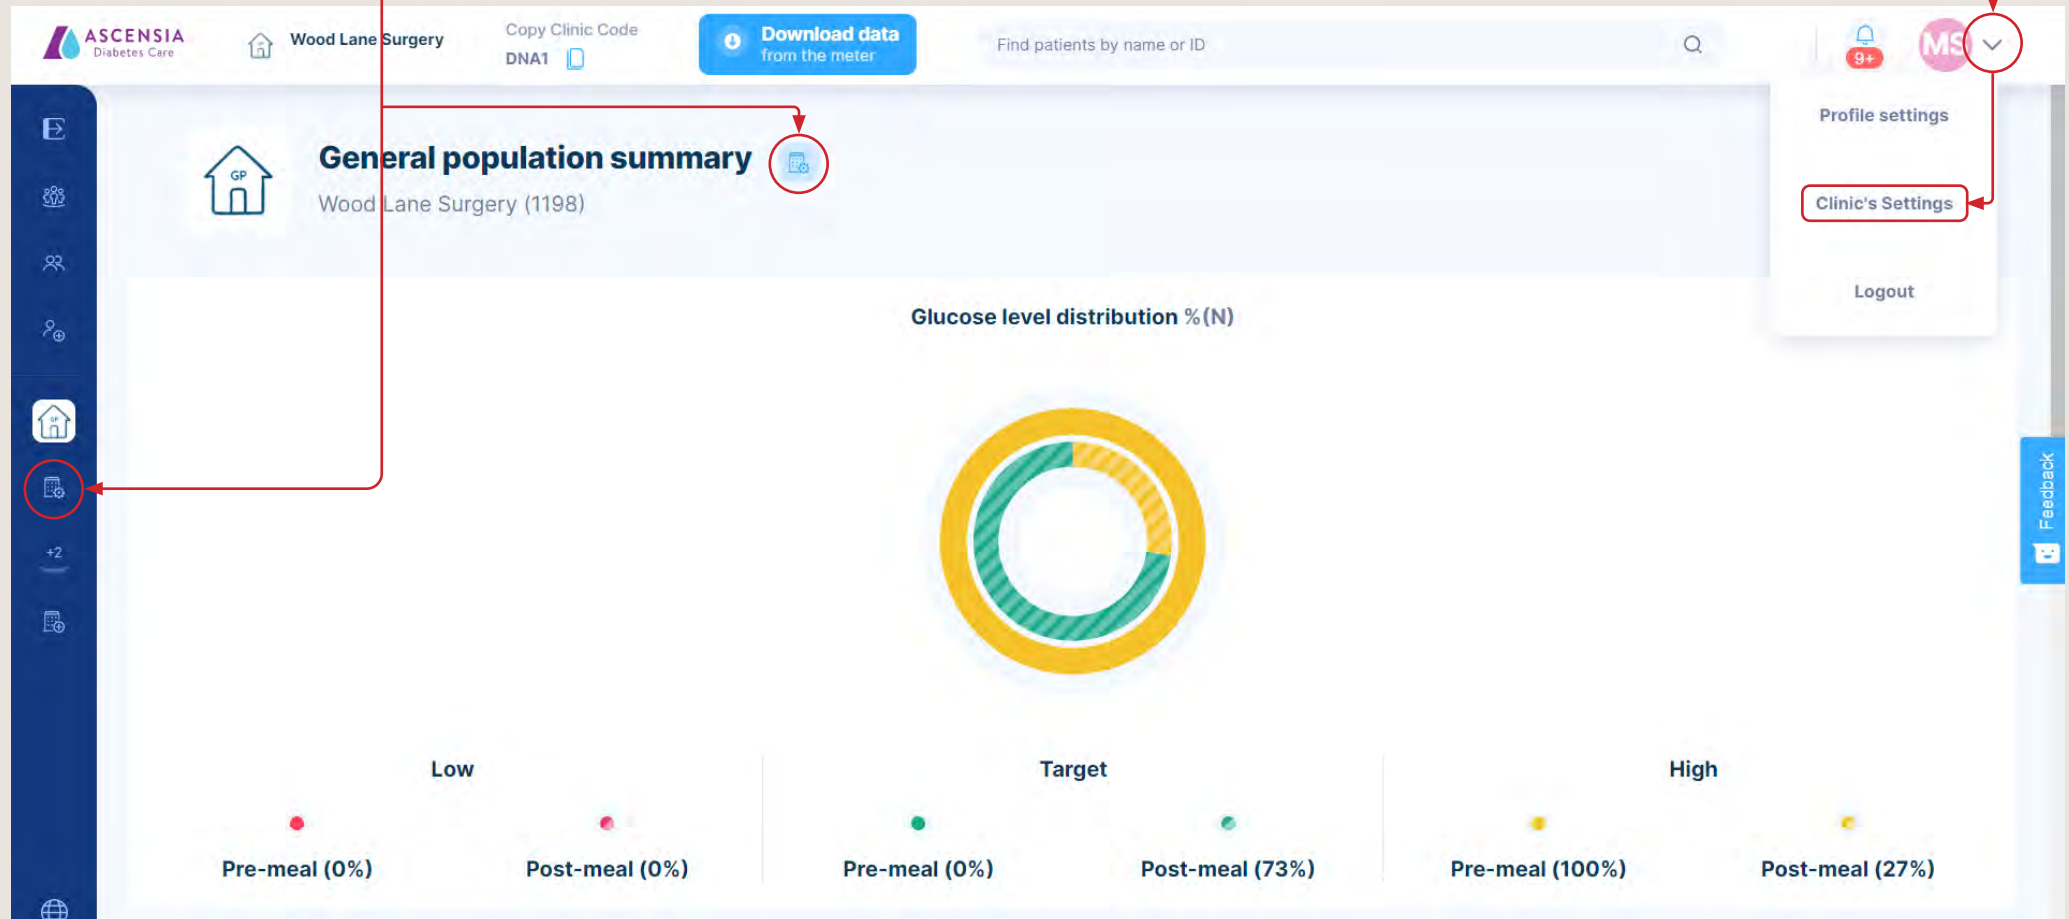 ASCENSIA
Diabetes Care
Wood Lane Surgery
Copy Clinic Code
DNA1
Download data
from the meter
Find patients by name or ID
9+
MS
Profile settings
Clinic's Settings
Logout
GP
General population summary
Wood Lane Surgery (1198)
Glucose level distribution %(N)
GP
+2
Feedback
Low
Target
High
Pre-meal (0%)
Post-meal (0%)
Pre-meal (0%)
Post-meal (73%)
Pre-meal (100%)
Post-meal (27%)